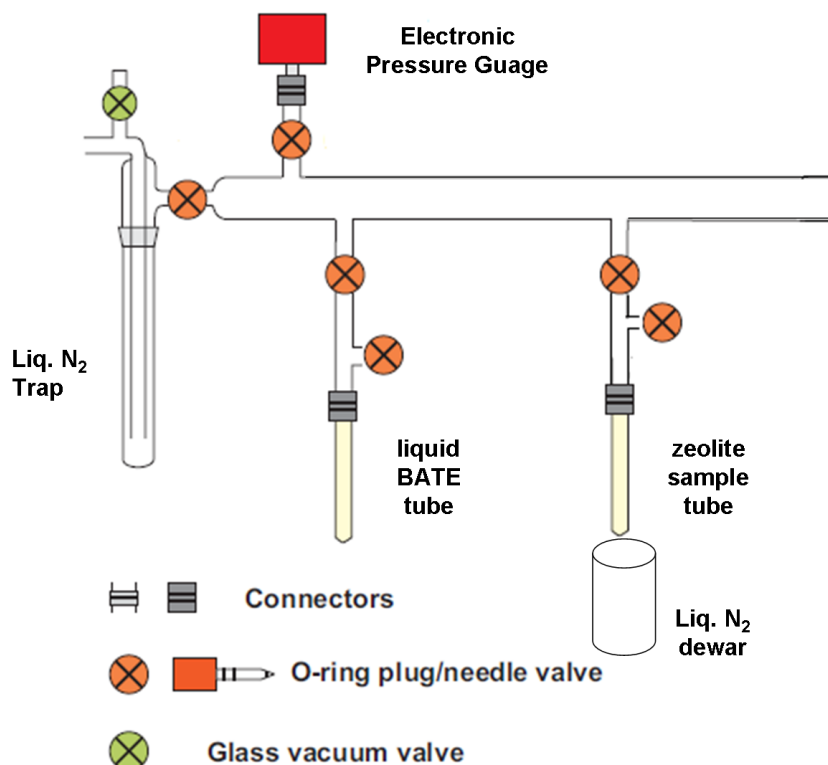 Electronic
Pressure Guage
Liq. N₂
Trap
liquid
BATE
tube
zeolite
sample
tube
Liq. N₂
dewar
Connectors
O-ring plug/needle valve
Glass vacuum valve